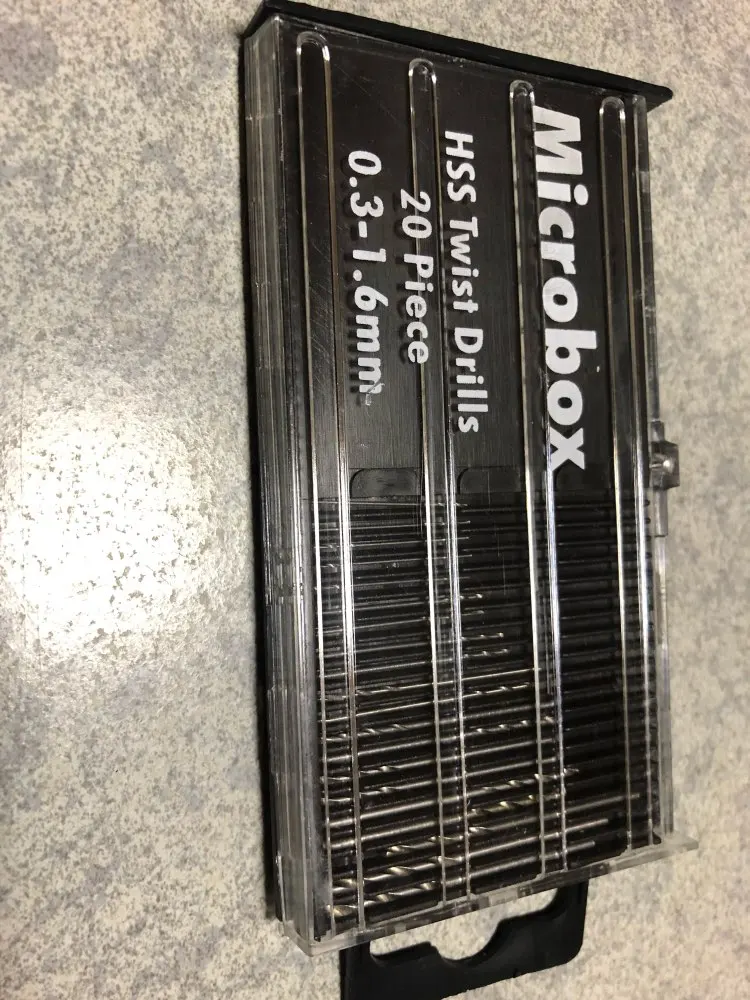 Microbox
HSS Twist Drills
20 Piece
0.3-1.6mm